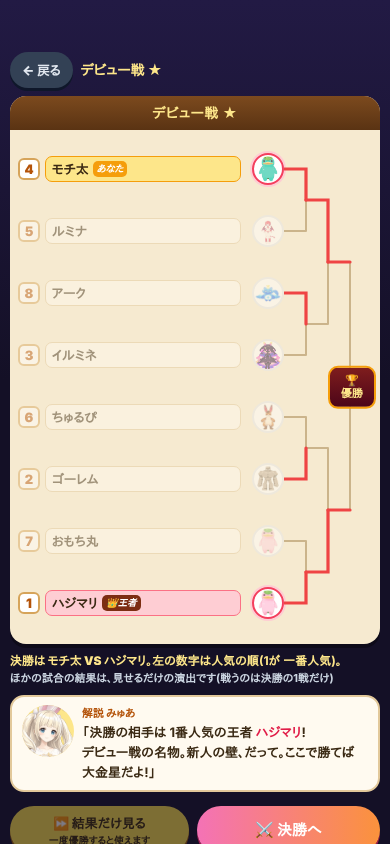 ← 戻る デビュー戦 ★
デビュー戦 ★
4 モチ太 あなた
5 ルミナ
8 アーク
3 イルミネ
優勝
6 ちゅるぴ
2 ゴーレム
7 おもち丸
1 ハジマリ 👑王者
決勝は モチ太 VS ハジマリ。左の数字は人気の順(1が 一番人気)。
ほかの試合の結果は、見せるだけの演出です(戦うのは決勝の1戦だけ)
解説 みゅあ
「決勝の相手は 1番人気の王者 ハジマリ!
デビュー戦の名物。新人の壁、だって。ここで勝てば
大金星だよ!」
⏩ 結果だけ見る
一度優勝すると使えます
⚔️ 決勝へ